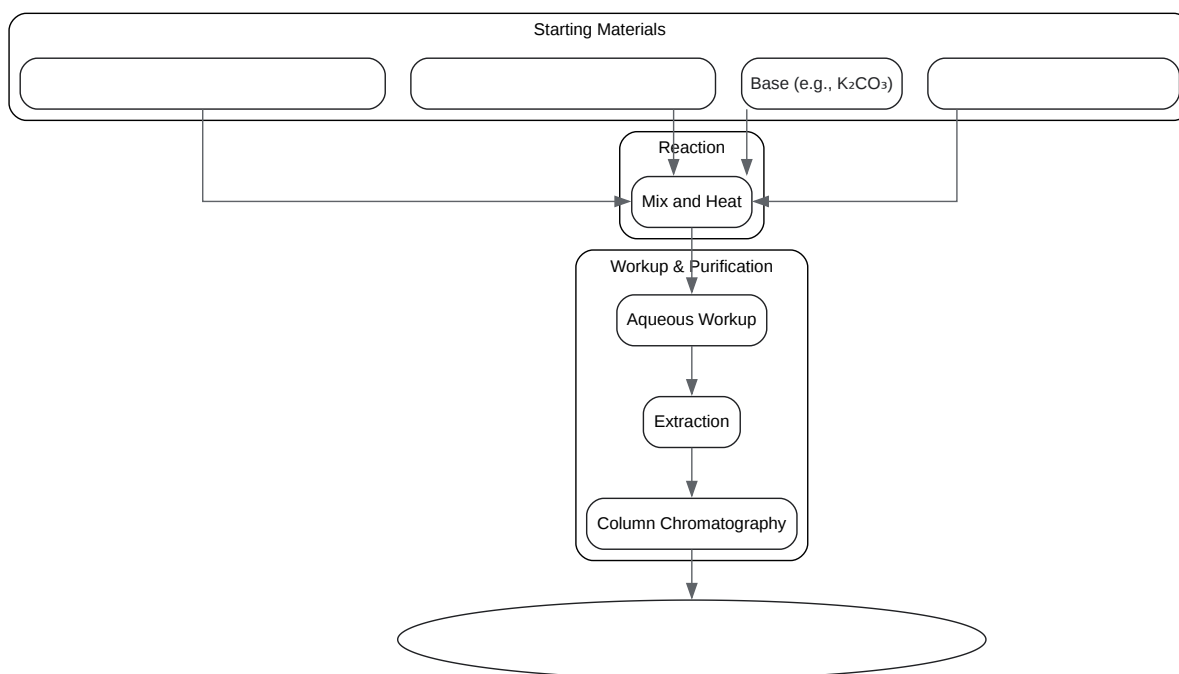 Starting Materials
Base (e.g., K₂CO₃)
Reaction
Mix and Heat
Workup & Purification
Aqueous Workup
Extraction
Column Chromatography